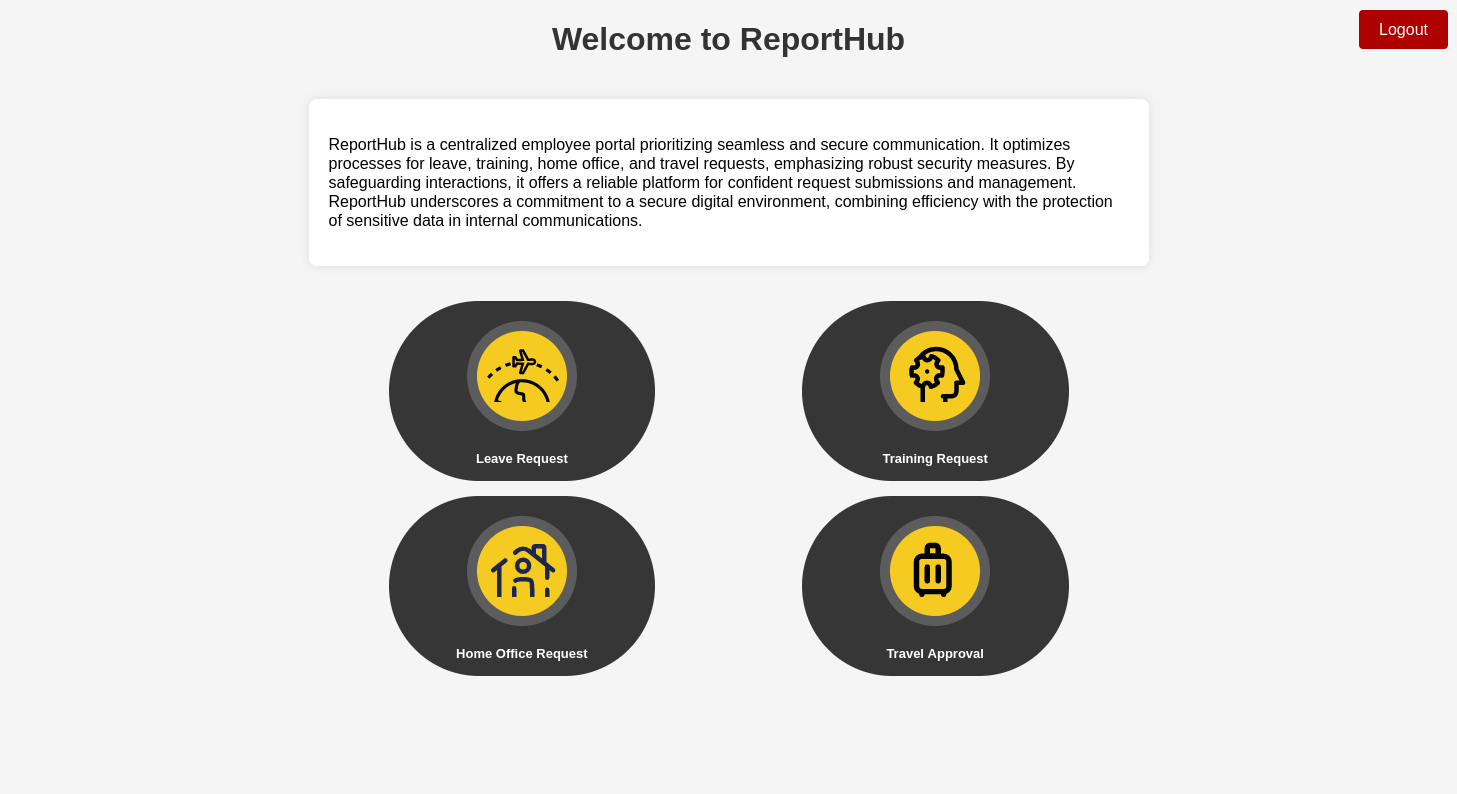 Welcome to ReportHub
Logout
ReportHub is a centralized employee portal prioritizing seamless and secure communication. It optimizes
processes for leave, training, home office, and travel requests, emphasizing robust security measures. By
safeguarding interactions, it offers a reliable platform for confident request submissions and management.
ReportHub underscores a commitment to a secure digital environment, combining efficiency with the protection
of sensitive data in internal communications.
Leave Request
Training Request
Home Office Request
Travel Approval